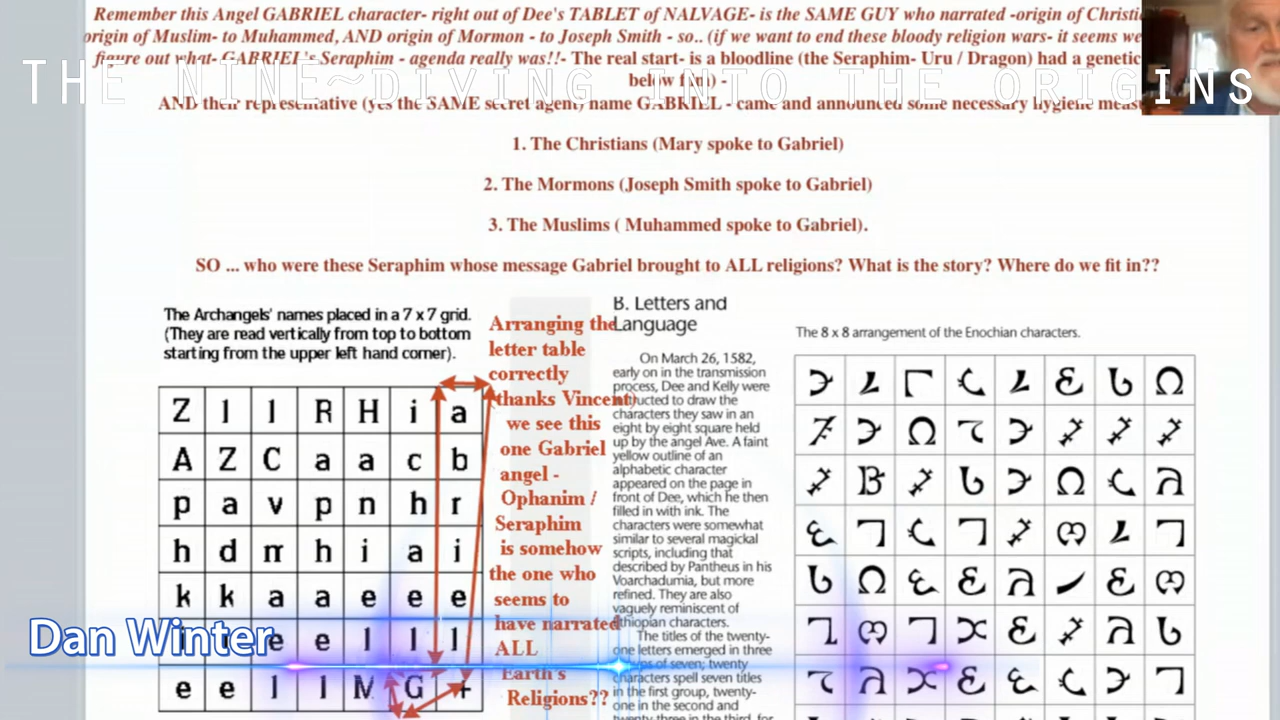 Remember this Angel GABRIEL character- right out of Dee's TABLET of NALVAGE- is the SAME GUY who narrated -origin of Christi
origin of Muslim- to Muhammed, AND origin of Mormon - to Joseph Smith - so.. (if we want to end these bloody religion wars- it seems we
figure out what- GABRIEL's Seraphim - agenda really was!!- The real start- is a bloodline (the Seraphim- Uru / Dragon) had a genetic
THE NINE~DIVING INTO THE ORIGINS
below
AND their representative (yes the SAME secret agent, name GABRIEL - came and announced some necessary hygiene meas
1. The Christians (Mary spoke to Gabriel)
2. The Mormons (Joseph Smith spoke to Gabriel)
3. The Muslims ( Muhammed spoke to Gabriel).
SO ... who were these Seraphim whose message Gabriel brought to ALL religions? What is the story? Where do we fit in??
The Archangels' names placed in a 7 x 7 grid.
(They are read vertically from top to bottom
starting from the upper left hand corner).
Z l l R H i a
A Z C a a c b
p a v p n h r
h d m h i a i
k k a a e e e
e e l l l
e e l l M G +
Arranging the
letter table
correctly
(thanks Vincent)
we see this
one Gabriel
angel -
Ophanim /
Seraphim
is somehow
the one who
seems to
have narrated
ALL
Earth's
Religions??
B. Letters and
Language
On March 26, 1582,
early on in the transmission
process, Dee and Kelly were
instructed to draw the
characters they saw in an
eight by eight square held
up by the angel Ave. A faint
yellow outline of an
alphabetic character
appeared on the page in
front of Dee, which he then
filled in with ink. The
characters were somewhat
similar to several magickal
scripts, including that
described by Pantheus in his
Voarchadumia, but more
refined. They are also
vaguely reminiscent of
Ethiopian characters.
The titles of the twenty-
one letters emerged in three
groups of seven; twenty
characters spell seven titles
in the first group, twenty-
one in the second and
twenty three in the third, for
The 8 x 8 arrangement of the Enochian characters.
Dan Winter